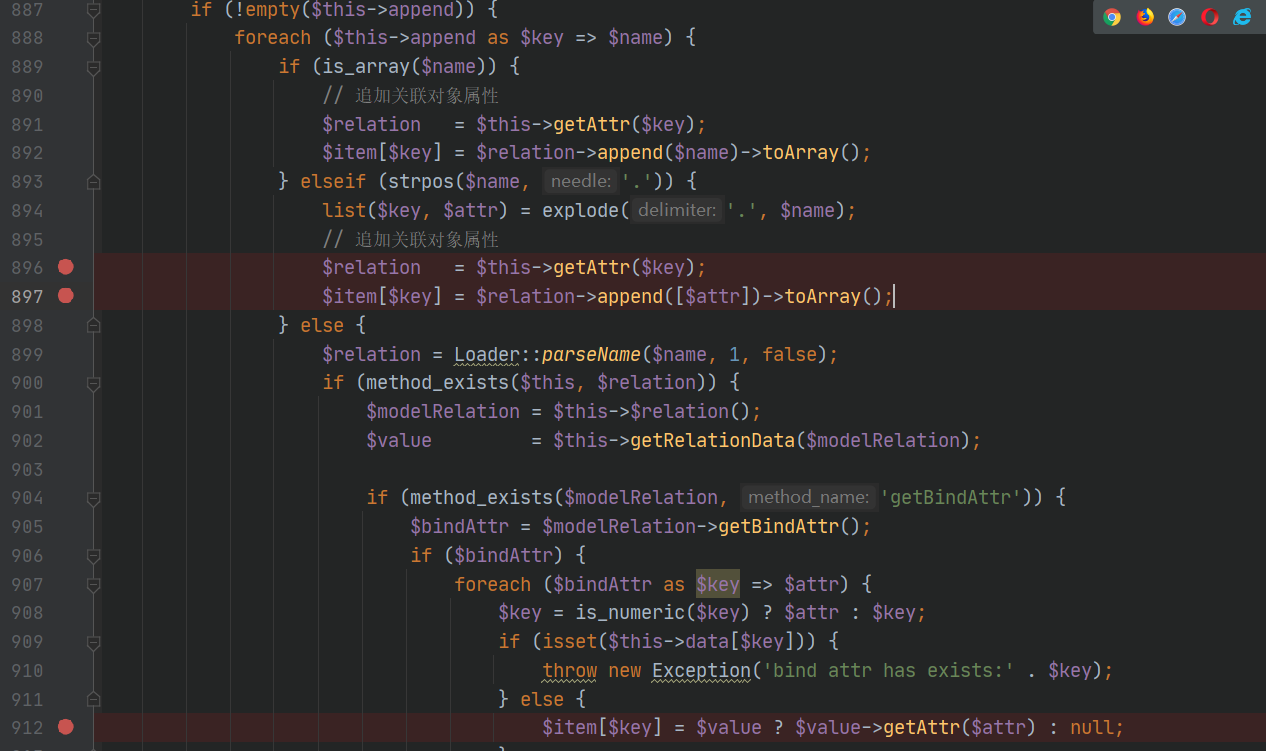 887 if (!empty($this->append)) {
888 foreach ($this->append as $key => $name) {
889 if (is_array($name)) {
890 // 追加关联对象属性
891 $relation   = $this->getAttr($key);
892 $item[$key] = $relation->append($name)->toArray();
893 } elseif (strpos($name, needle: '.')) {
894 list($key, $attr) = explode( delimiter: '.', $name);
895 // 追加关联对象属性
896 $relation   = $this->getAttr($key);
897 $item[$key] = $relation->append([$attr])->toArray();
898 } else {
899 $relation = Loader::parseName($name, 1, false);
900 if (method_exists($this, $relation)) {
901 $modelRelation = $this->$relation();
902 $value         = $this->getRelationData($modelRelation);
903
904 if (method_exists($modelRelation, method_name: 'getBindAttr')) {
905 $bindAttr = $modelRelation->getBindAttr();
906 if ($bindAttr) {
907 foreach ($bindAttr as $key => $attr) {
908 $key = is_numeric($key) ? $attr : $key;
909 if (isset($this->data[$key])) {
910 throw new Exception('bind attr has exists:' . $key);
911 } else {
912 $item[$key] = $value ? $value->getAttr($attr) : null;